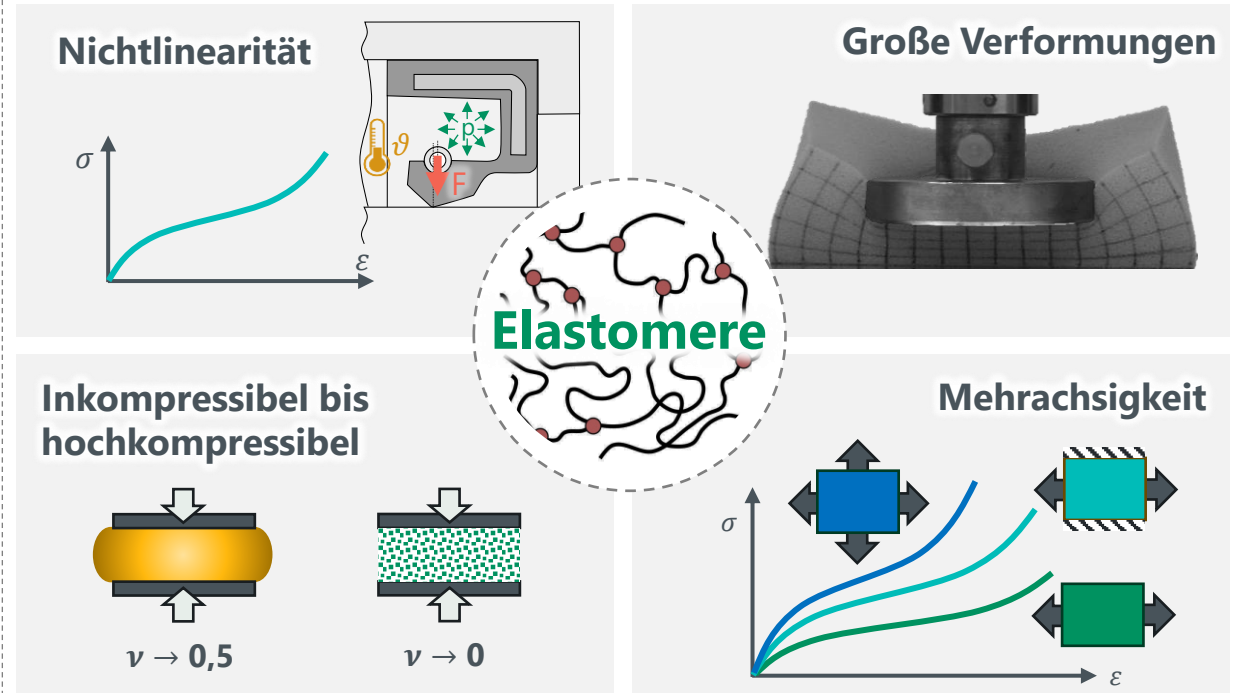 Nichtlinearität
σ
ε
ϑ
p
F
Große Verformungen
Elastomere
Inkompressibel bis
hochkompressibel
ν → 0,5
ν → 0
Mehrachsigkeit
σ
ε